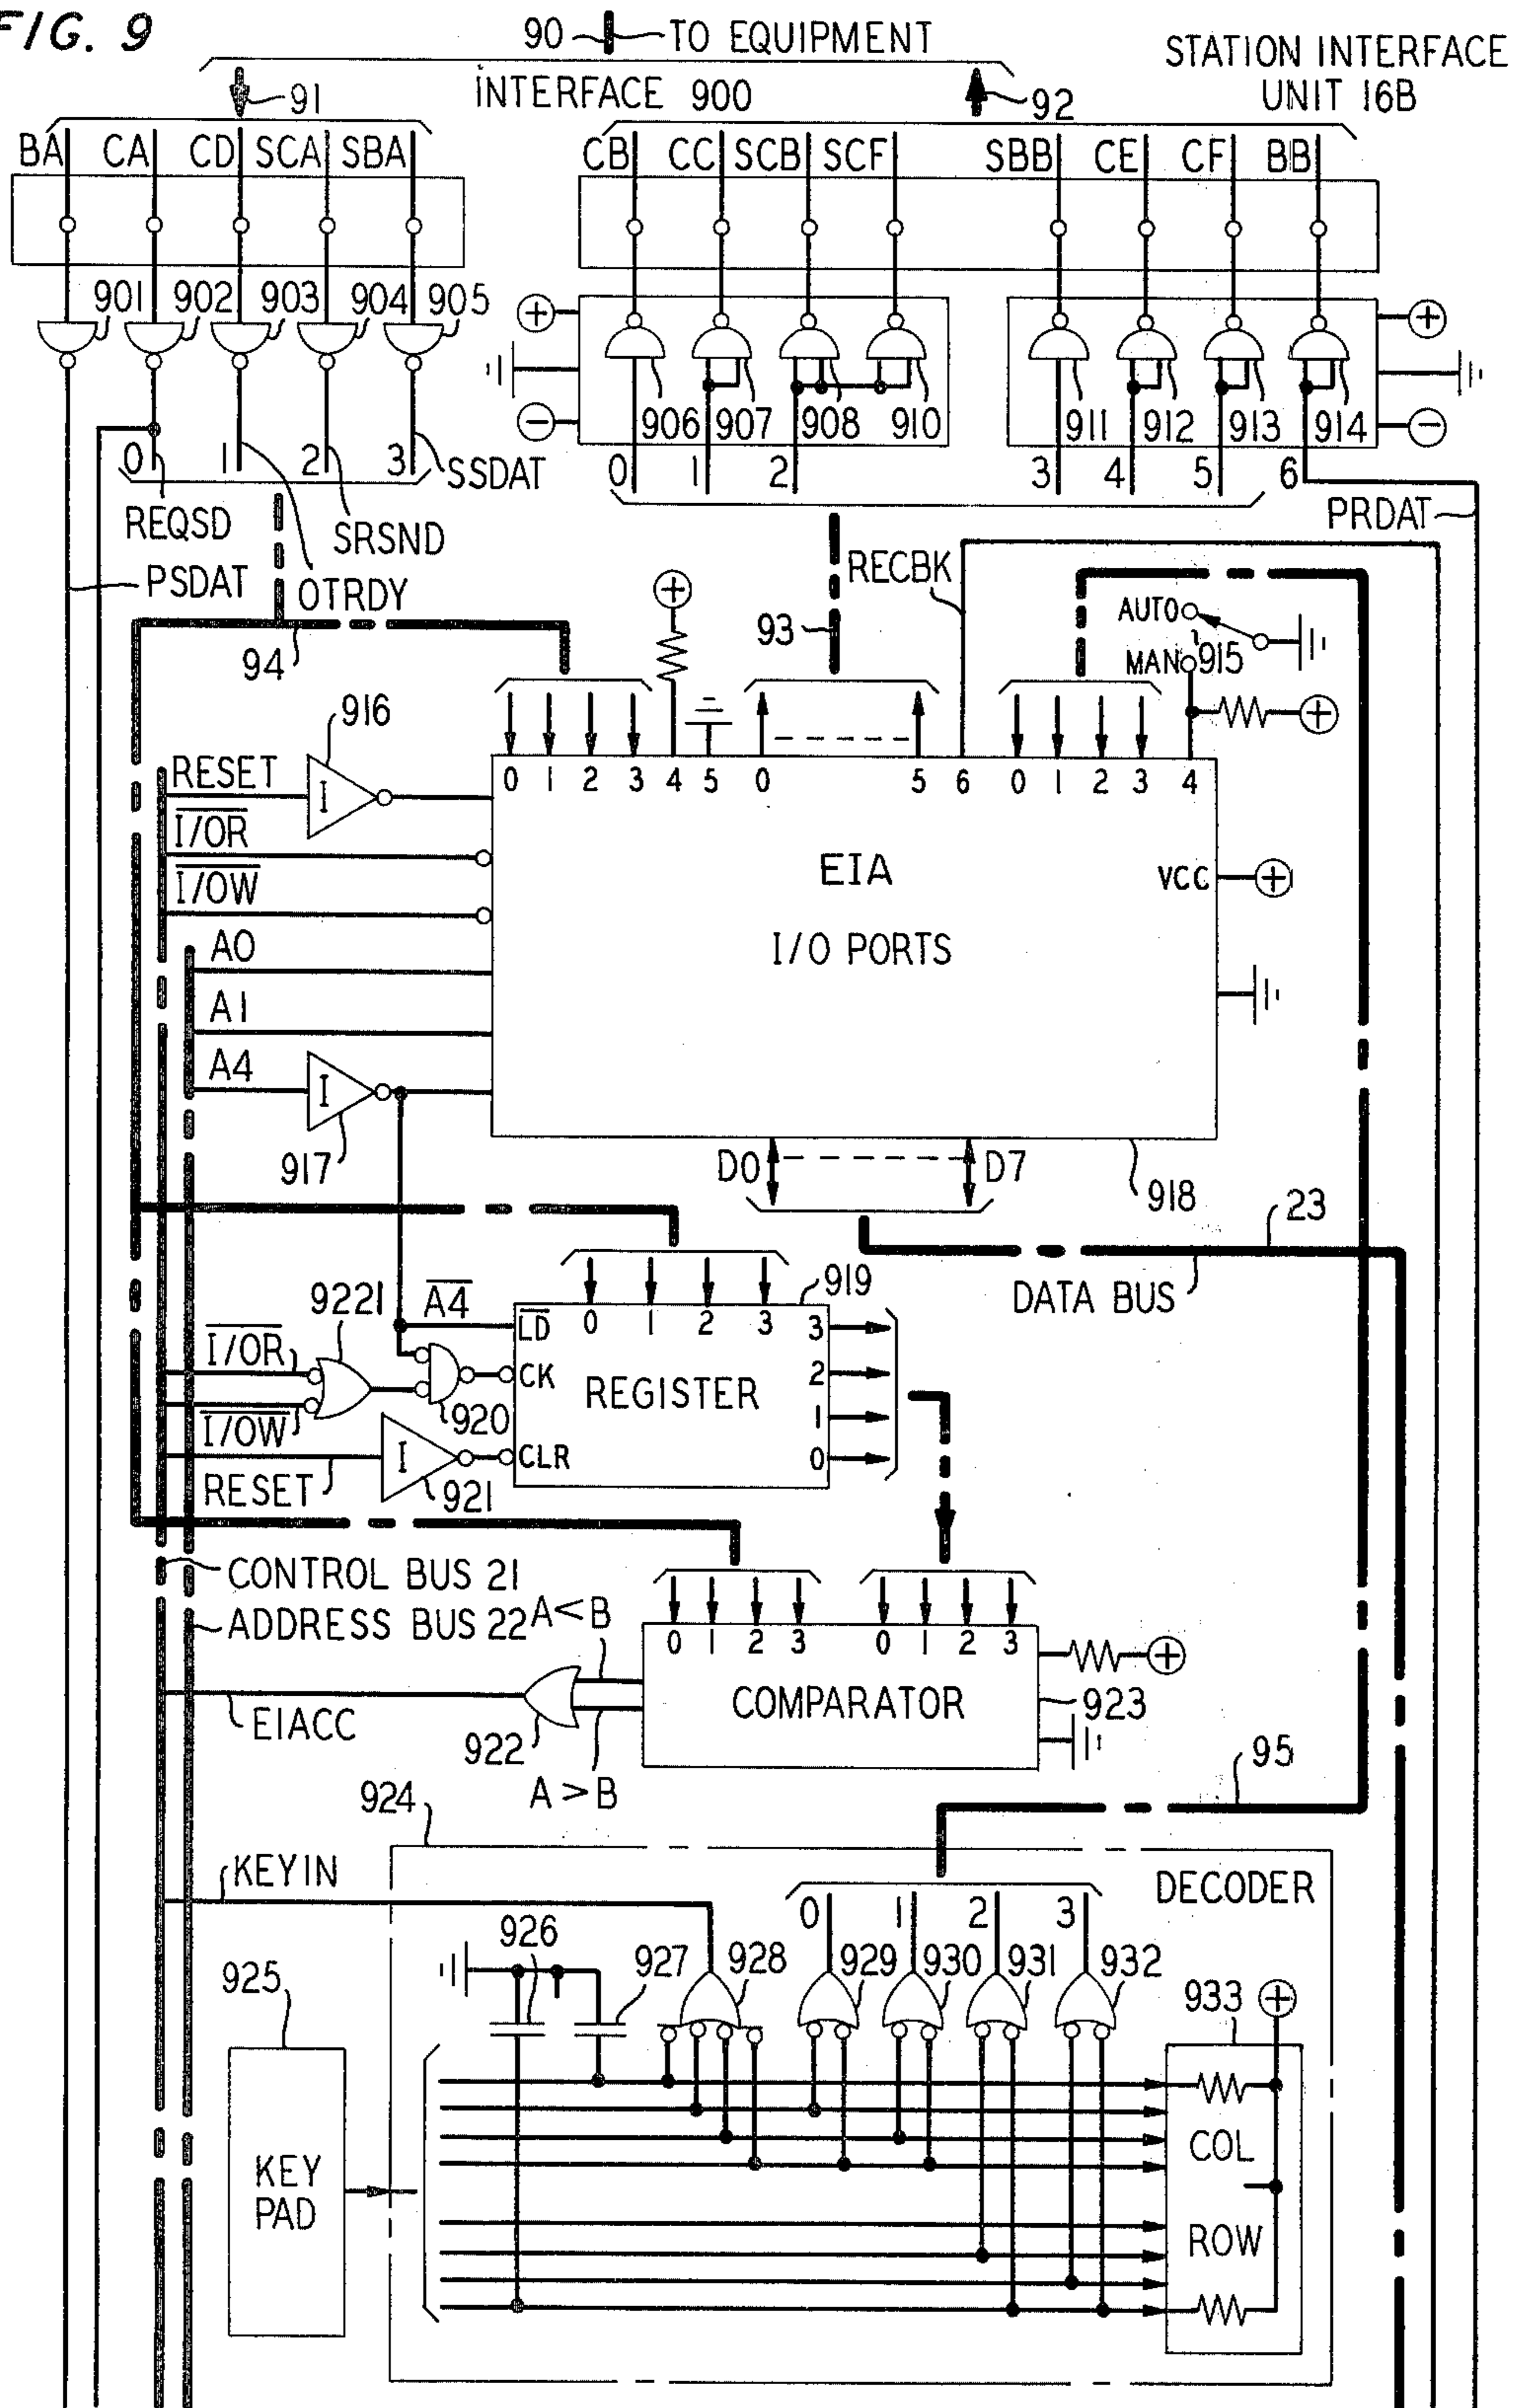 FIG. 9
90 TO EQUIPMENT
STATION INTERFACE
UNIT 16B
INTERFACE 900
91
92
BA CA CD SCA SBA
CB CC SCB SCF SBB CE CF BB
901 902 903 904 905
+
+
906 907 908 910
911 912 913 914
−
−
0 1 2 3 SSDAT
0 1 2 3 4 5 6
REQSD
SRSND
PRDAT
PSDAT
OTRDY
RECBK
+
AUTO
MAN 915
93
94
+
916
RESET
0 1 2 3 4 5 0 5 6 0 1 2 3 4
I
I/OR
EIA
VCC +
I/OW
I/O PORTS
A0
A1
A4
I
917
D0 D7
918
23
DATA BUS
919
9221
A4
LD 0 1 2 3 3
I/OR
CK
REGISTER
2
1
920
I/OW
I
CLR
0
RESET
921
CONTROL BUS 21
ADDRESS BUS 22
A<B
0 1 2 3 0 1 2 3
+
COMPARATOR
923
EIACC
922
A>B
95
924
KEYIN
DECODER
0 1 2 3
926
927 928 929 930 931 932
925
933 +
COL
KEY
PAD
ROW